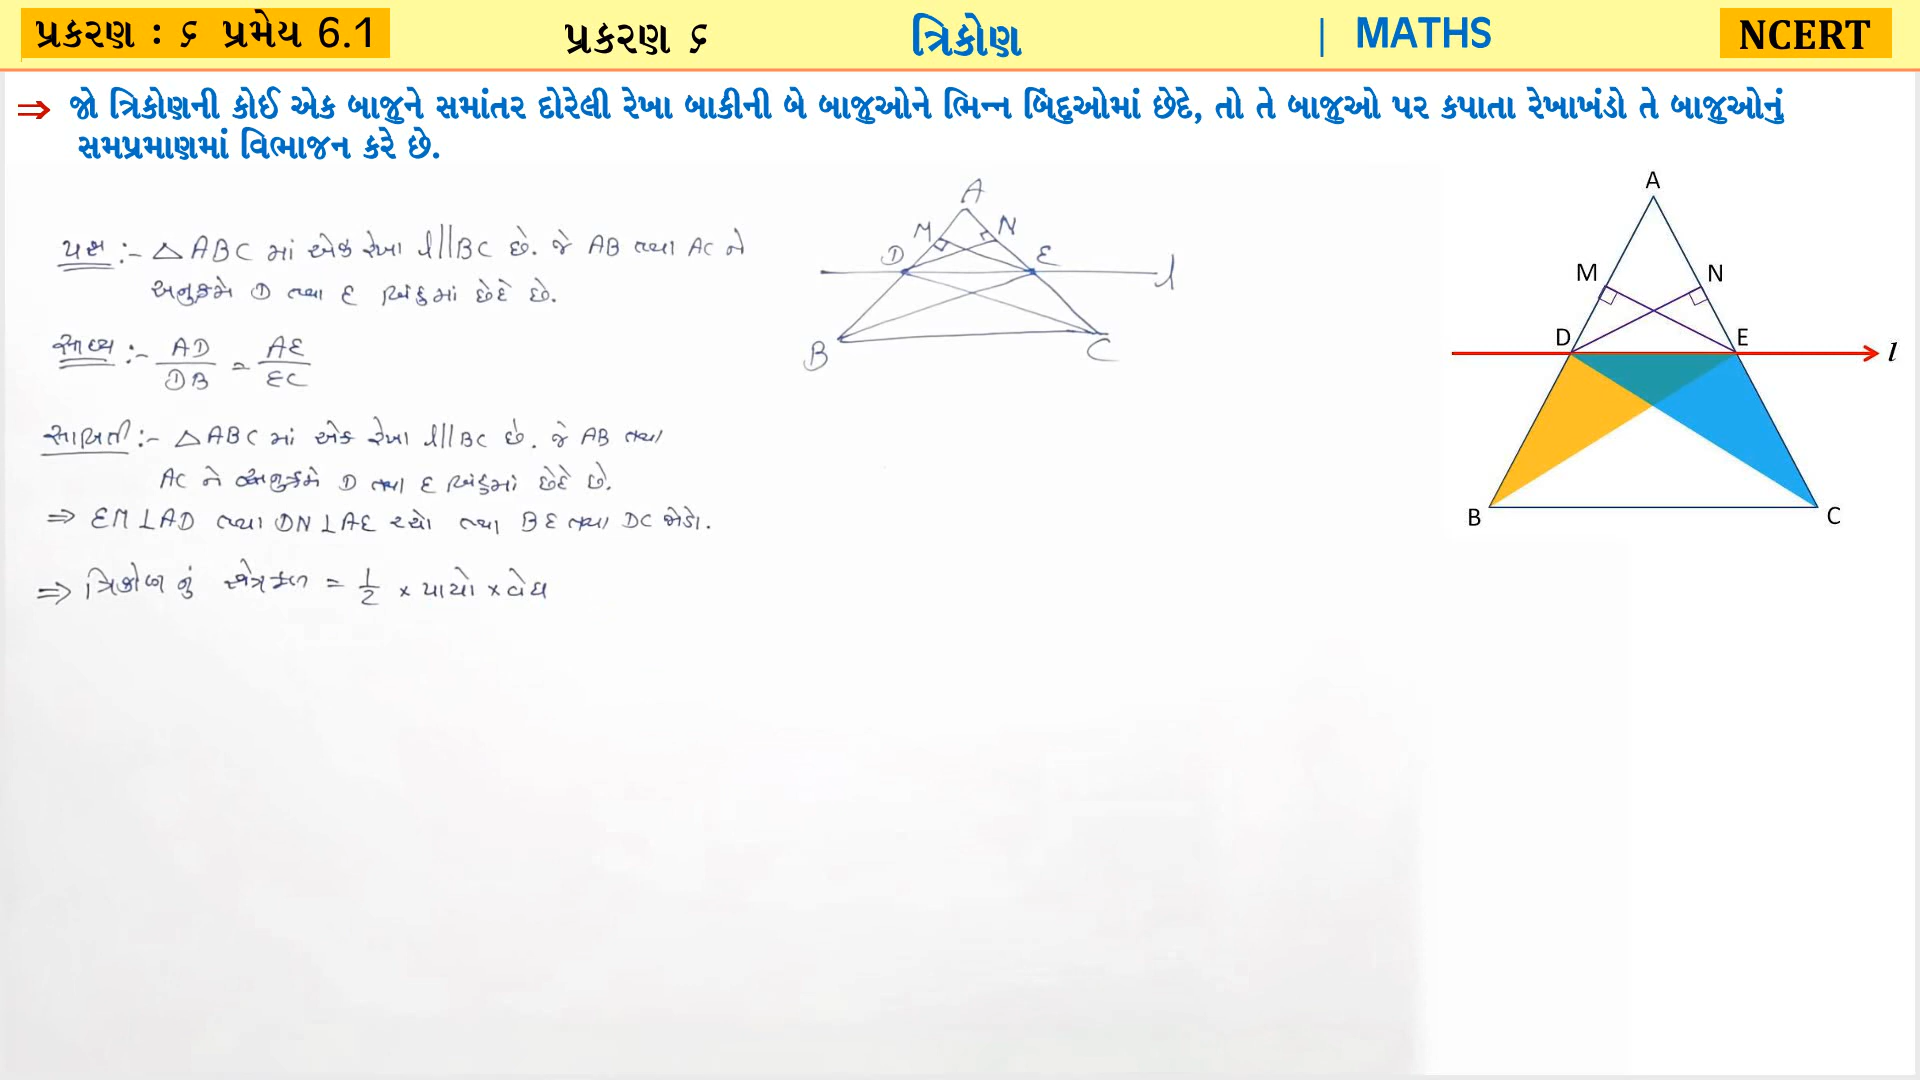 પ્રકરણ : ૬ પ્રમેય 6.1
પ્રકરણ ૬
ત્રિકોણ
| MATHS
NCERT
⇒ જો ત્રિકોણની કોઈ એક બાજુને સમાંતર દોરેલી રેખા બાકીની બે બાજુઓને ભિન્ન બિંદુઓમાં છેદે, તો તે બાજુઓ પર કપાતા રેખાખંડો તે બાજુઓનું
સમપ્રમાણમાં વિભાજન કરે છે.
પક્ષ :- △ABC માં એક રેખા l||BC છે. જે AB તથા AC ને
અનુક્રમે D તથા E બિંદુમાં છેદે છે.
સાધ્ય :- AD/DB = AE/EC
સાબિતી :- △ABC માં એક રેખા l||BC છે. જે AB તથા
AC ને અનુક્રમે D તથા E બિંદુમાં છેદે છે.
⇒ EM⊥AD તથા DN⊥AE રચો તથા BE તથા DC જોડો.
⇒ ત્રિકોણ નું ક્ષેત્રફળ = 1/2 × પાયો × વેધ
A
M
N
D
E
l
B
C
A
M
N
D
E
l
B
C